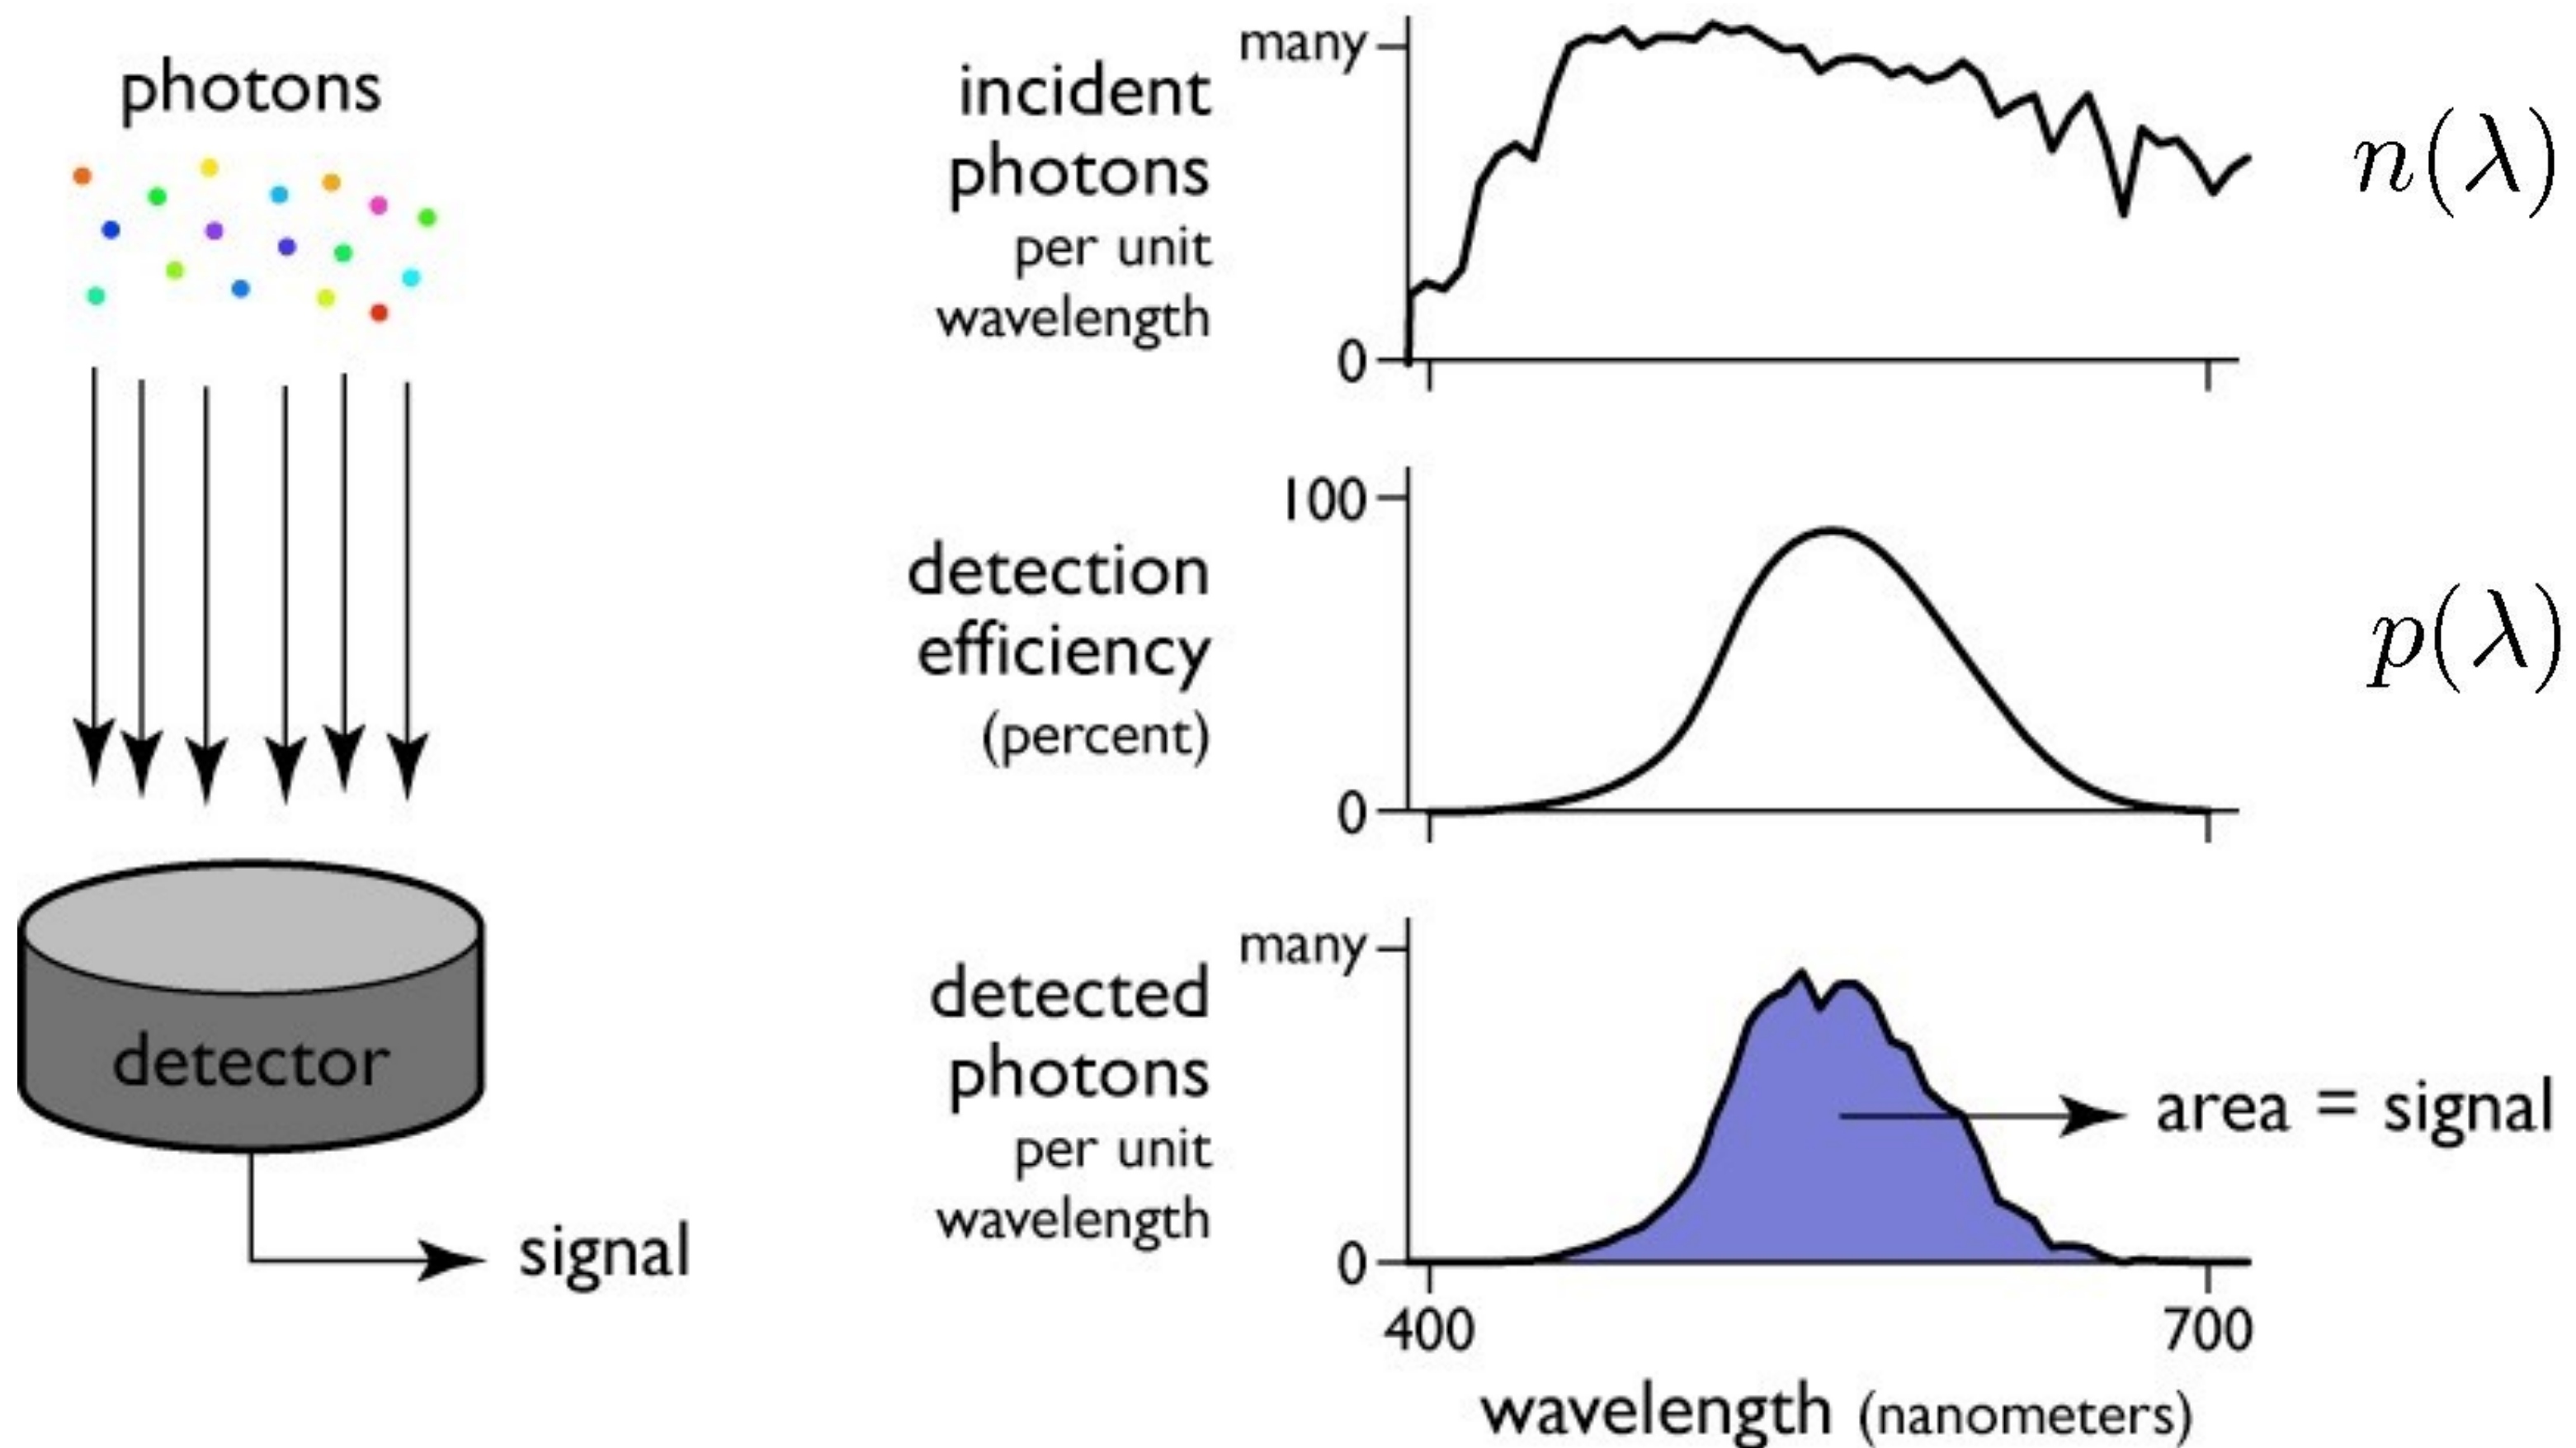 photons
detector
signal
incident
photons
per unit
wavelength
many
0
n(λ)
detection
efficiency
(percent)
100
0
p(λ)
detected
photons
per unit
wavelength
many
0
area = signal
400
700
wavelength (nanometers)